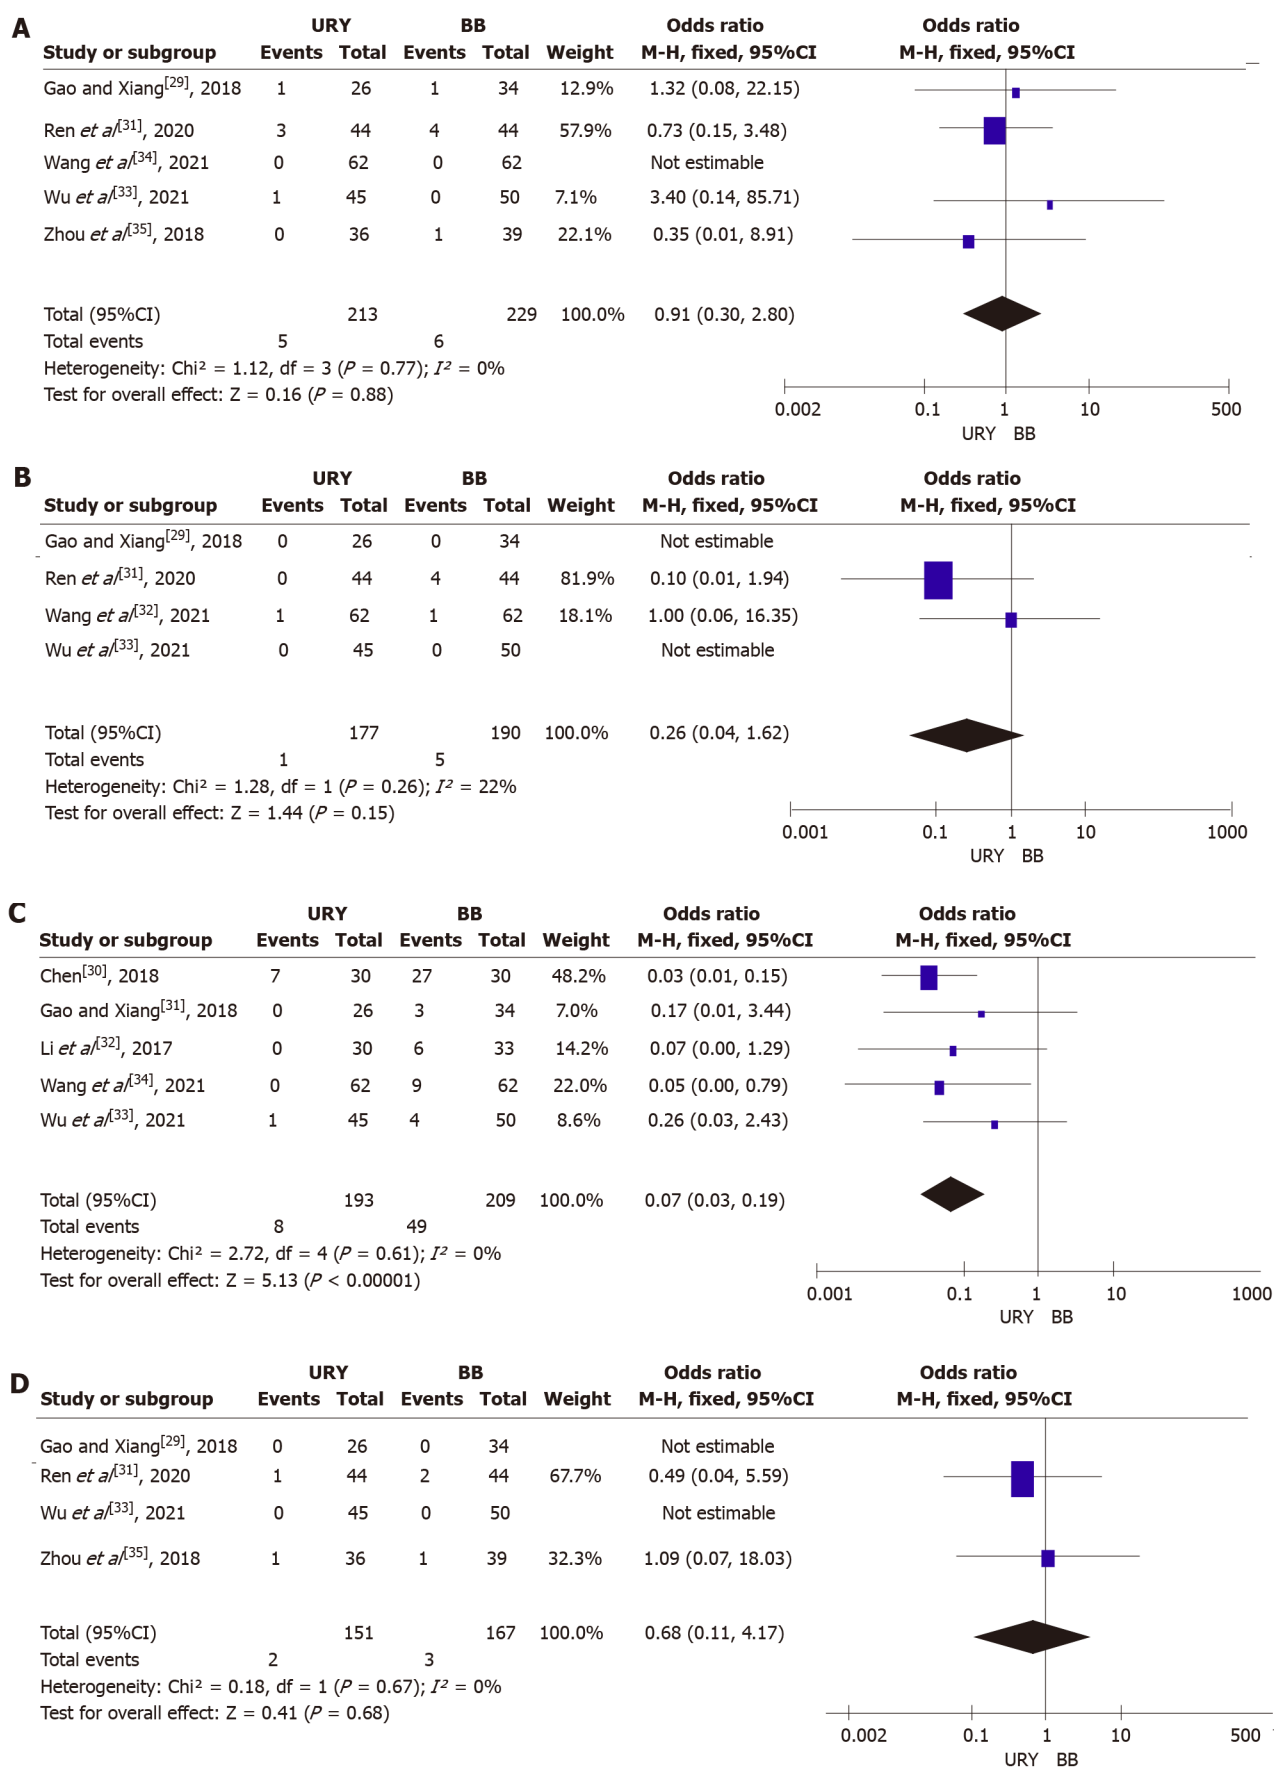 A
URY BB Odds ratio Odds ratio
Study or subgroup Events Total Events Total Weight M-H, fixed, 95%CI M-H, fixed, 95%CI
Gao and Xiang[29], 2018 1 26 1 34 12.9% 1.32 (0.08, 22.15)
Ren et al[31], 2020 3 44 4 44 57.9% 0.73 (0.15, 3.48)
Wang et al[34], 2021 0 62 0 62 Not estimable
Wu et al[33], 2021 1 45 0 50 7.1% 3.40 (0.14, 85.71)
Zhou et al[35], 2018 0 36 1 39 22.1% 0.35 (0.01, 8.91)
Total (95%CI) 213 229 100.0% 0.91 (0.30, 2.80)
Total events 5 6
Heterogeneity: Chi² = 1.12, df = 3 (P = 0.77); I² = 0%
Test for overall effect: Z = 0.16 (P = 0.88)
0.002 0.1 1 10 500
URY BB
B
URY BB Odds ratio Odds ratio
Study or subgroup Events Total Events Total Weight M-H, fixed, 95%CI M-H, fixed, 95%CI
Gao and Xiang[29], 2018 0 26 0 34 Not estimable
Ren et al[31], 2020 0 44 4 44 81.9% 0.10 (0.01, 1.94)
Wang et al[32], 2021 1 62 1 62 18.1% 1.00 (0.06, 16.35)
Wu et al[33], 2021 0 45 0 50 Not estimable
Total (95%CI) 177 190 100.0% 0.26 (0.04, 1.62)
Total events 1 5
Heterogeneity: Chi² = 1.28, df = 1 (P = 0.26); I² = 22%
Test for overall effect: Z = 1.44 (P = 0.15)
0.001 0.1 1 10 1000
URY BB
C
URY BB Odds ratio Odds ratio
Study or subgroup Events Total Events Total Weight M-H, fixed, 95%CI M-H, fixed, 95%CI
Chen[30], 2018 7 30 27 30 48.2% 0.03 (0.01, 0.15)
Gao and Xiang[31], 2018 0 26 3 34 7.0% 0.17 (0.01, 3.44)
Li et al[32], 2017 0 30 6 33 14.2% 0.07 (0.00, 1.29)
Wang et al[34], 2021 0 62 9 62 22.0% 0.05 (0.00, 0.79)
Wu et al[33], 2021 1 45 4 50 8.6% 0.26 (0.03, 2.43)
Total (95%CI) 193 209 100.0% 0.07 (0.03, 0.19)
Total events 8 49
Heterogeneity: Chi² = 2.72, df = 4 (P = 0.61); I² = 0%
Test for overall effect: Z = 5.13 (P < 0.00001)
0.001 0.1 1 10 1000
URY BB
D
URY BB Odds ratio Odds ratio
Study or subgroup Events Total Events Total Weight M-H, fixed, 95%CI M-H, fixed, 95%CI
Gao and Xiang[29], 2018 0 26 0 34 Not estimable
Ren et al[31], 2020 1 44 2 44 67.7% 0.49 (0.04, 5.59)
Wu et al[33], 2021 0 45 0 50 Not estimable
Zhou et al[35], 2018 1 36 1 39 32.3% 1.09 (0.07, 18.03)
Total (95%CI) 151 167 100.0% 0.68 (0.11, 4.17)
Total events 2 3
Heterogeneity: Chi² = 0.18, df = 1 (P = 0.67); I² = 0%
Test for overall effect: Z = 0.41 (P = 0.68)
0.002 0.1 1 10 500
URY BB